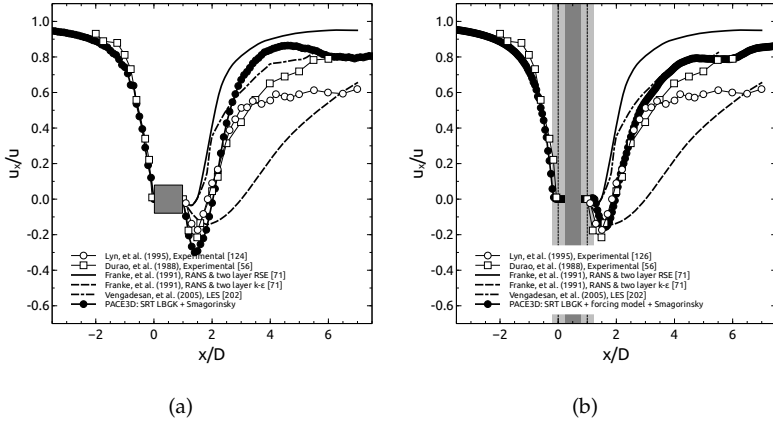 1.0
0.8
0.6
0.4
0.2
0.0
-0.2
-0.4
-0.6
uₓ/u
Lyn, et al. (1995), Experimental [124]
Durao, et al. (1988), Experimental [56]
Franke, et al. (1991), RANS & two layer RSE [71]
Franke, et al. (1991), RANS & two layer k-ε [71]
Vengadesan, et al. (2005), LES [202]
PACE3D: SRT LBGK + Smagorinsky
−2 0 2 4 6
x/D
(a)
1.0
0.8
0.6
0.4
0.2
0.0
-0.2
-0.4
-0.6
uₓ/u
Lyn, et al. (1995), Experimental [126]
Durao, et al. (1988), Experimental [56]
Franke, et al. (1991), RANS & two layer RSE [71]
Franke, et al. (1991), RANS & two layer k-ε [71]
Vengadesan, et al. (2005), LES [202]
PACE3D: SRT LBGK + forcing model + Smagorinsky
−2 0 2 4 6
x/D
(b)